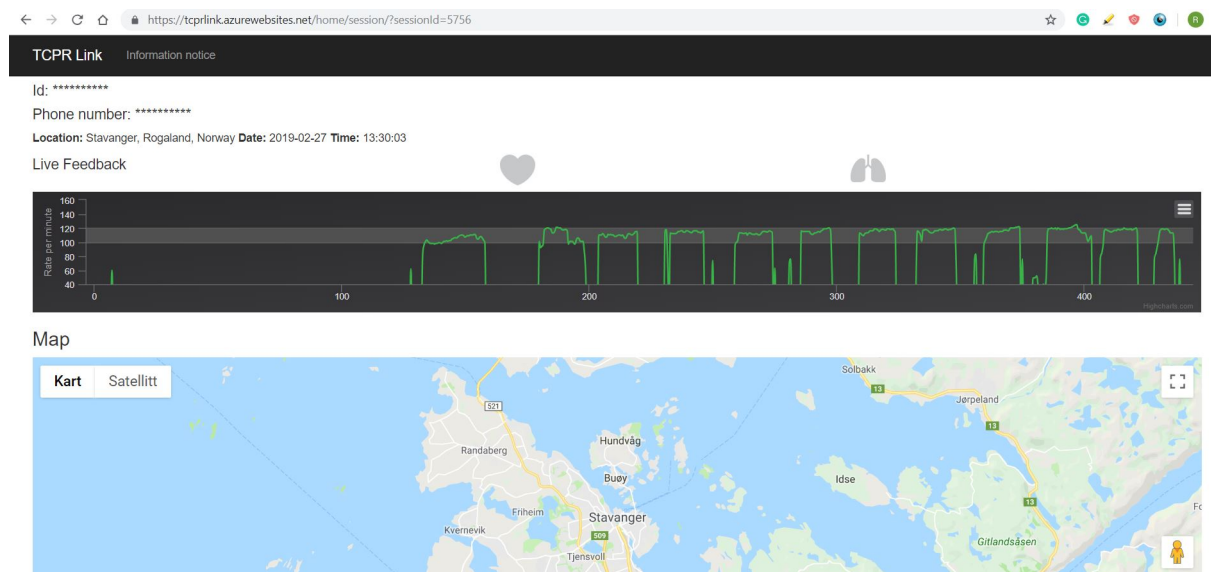 https://tcprlink.azurewebsites.net/home/session/?sessionId=5756
R
TCPR Link Information notice
Id: **********
Phone number: **********
Location: Stavanger, Rogaland, Norway Date: 2019-02-27 Time: 13:30:03
Live Feedback
Rate per minute
160
140
120
100
80
60
40
0 100 200 300 400
Highcharts.com
Map
Kart Satellitt
Solbakk
13
Jørpeland
521
13
Hundvåg
Randaberg
Buøy
Idse
13
Friheim
Stavanger
Kvernevik
509
Gitlandsåsen
Tjensvoll